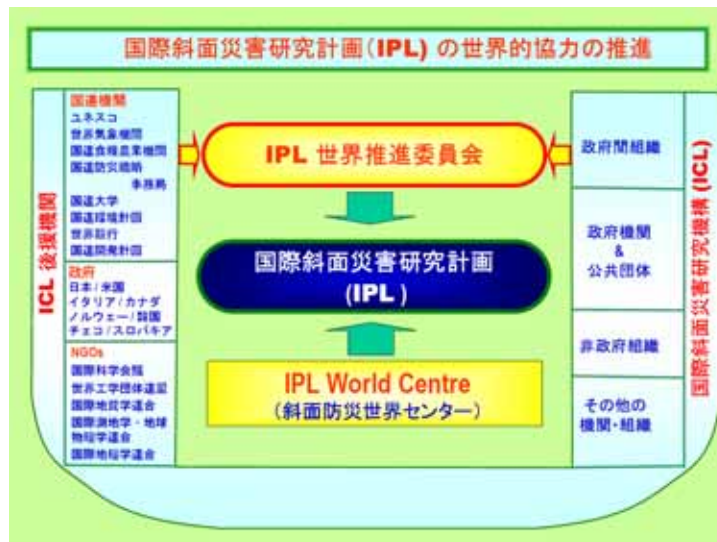 国際斜面災害研究計画(IPL) の世界的協力の推進
ICL 後援機関
国連機関
ユネスコ
世界気象機関
国連食糧農業機関
国連防災戦略
事務局
国連大学
国連環境計画
世界銀行
国連開発計画
政府
日本/米国
イタリア/カナダ
ノルウェー/韓国
チェコ/スロバキア
NGOs
国際科学会議
世界工学団体連盟
国際地質学連合
国際測地学・地球
物理学連合
国際地理学連合
IPL 世界推進委員会
国際斜面災害研究計画
(IPL)
IPL World Centre
(斜面防災世界センター)
政府間組織
政府機関
&
公共団体
非政府組織
その他の
機関・組織
国際斜面災害研究機構 (ICL)